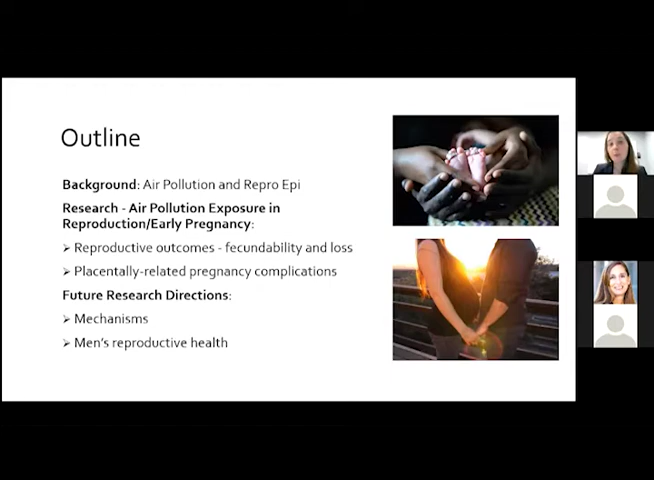 Outline
Background: Air Pollution and Repro Epi
Research - Air Pollution Exposure in
Reproduction/Early Pregnancy:
➢ Reproductive outcomes - fecundability and loss
➢ Placentally-related pregnancy complications
Future Research Directions:
➢ Mechanisms
➢ Men's reproductive health